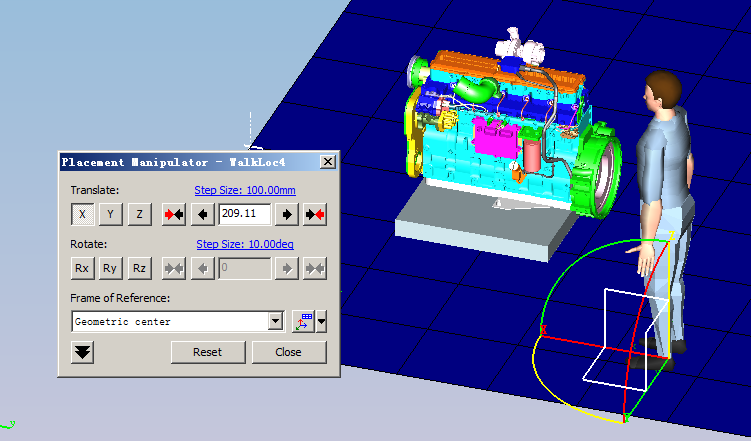 Placement Manipulator - WalkLoc4
Translate:
Step Size: 100.00mm
X Y Z 209.11
Rotate:
Step Size: 10.00deg
Rx Ry Rz 0
Frame of Reference:
Geometric center
Reset Close
y